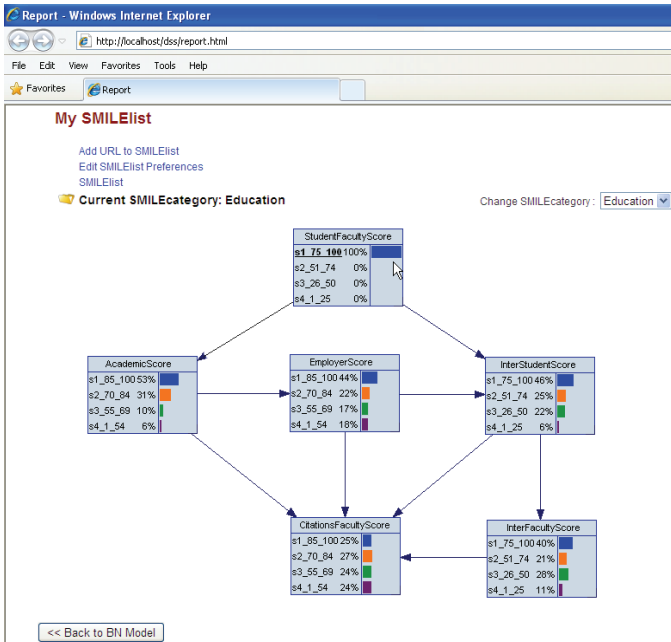 Report - Windows Internet Explorer
http://localhost/dss/report.html
File Edit View Favorites Tools Help
Favorites Report
My SMILElist
Add URL to SMILElist
Edit SMILElist Preferences
SMILElist
Current SMILEcategory: Education
Change SMILEcategory : Education
StudentFacultyScore
s1_75_100 100%
s2_51_74 0%
s3_26_50 0%
s4_1_25 0%
AcademicScore
s1_85_100 53%
s2_70_84 31%
s3_55_69 10%
s4_1_54 6%
EmployerScore
s1_85_100 44%
s2_70_84 22%
s3_55_69 17%
s4_1_54 18%
InterStudentScore
s1_75_100 46%
s2_51_74 25%
s3_26_50 22%
s4_1_25 6%
CitationsFacultyScore
s1_85_100 25%
s2_70_84 27%
s3_55_69 24%
s4_1_54 24%
InterFacultyScore
s1_75_100 40%
s2_51_74 21%
s3_26_50 28%
s4_1_25 11%
<< Back to BN Model